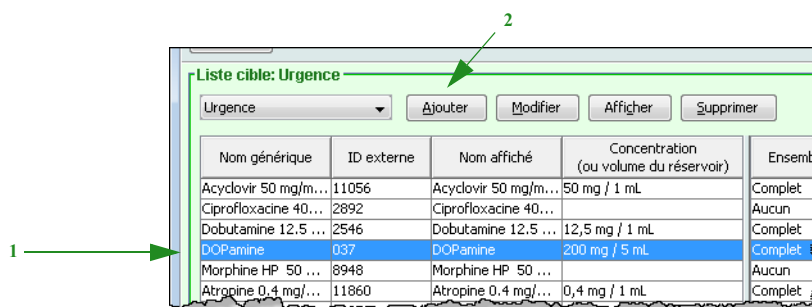 2
Liste cible: Urgence
Urgence Ajouter Modifier Afficher Supprimer
Nom générique ID externe Nom affiché Concentration (ou volume du réservoir) Ensemb
Acyclovir 50 mg/m... 11056 Acyclovir 50 mg/m... 50 mg / 1 mL Complet
Ciprofloxacine 40... 2892 Ciprofloxacine 40... Aucun
Dobutamine 12.5 ... 2546 Dobutamine 12.5 ... 12,5 mg / 1 mL Complet
1 DOPamine 037 DOPamine 200 mg / 5 mL Complet
Morphine HP 50 ... 8948 Morphine HP 50 ... Aucun
Atropine 0.4 mg/... 11860 Atropine 0.4 mg/... 0,4 mg / 1 mL Complet